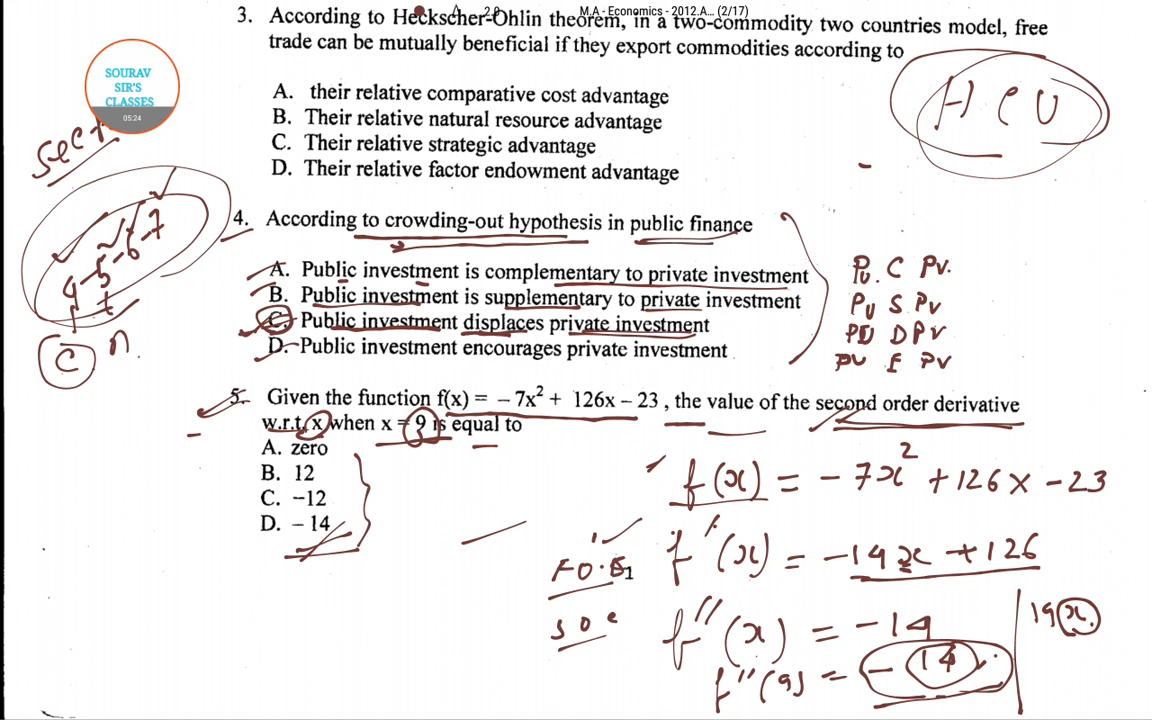 M.A - Economics - 2012.A... (2/17)
3. According to Heckscher-Ohlin theorem, in a two-commodity two countries model, free
trade can be mutually beneficial if they export commodities according to
A. their relative comparative cost advantage
B. Their relative natural resource advantage
C. Their relative strategic advantage
D. Their relative factor endowment advantage
SOURAV
SIR'S
CLASSES
05:24
HCU
4-5-6-7
C
4. According to crowding-out hypothesis in public finance
A. Public investment is complementary to private investment
B. Public investment is supplementary to private investment
C. Public investment displaces private investment
D. Public investment encourages private investment
Pu. C Pv.
Pu S Pv
PU D PV
PU E PV
5. Given the function f(x) = – 7x² + 126x – 23 , the value of the second order derivative
w.r.t. x when x = 9 is equal to
A. zero
B. 12
C. –12
D. – 14
f(x) = -7x² + 126x - 23
f'(x) = -14x + 126
f''(x) = -14
f''(9) = -14